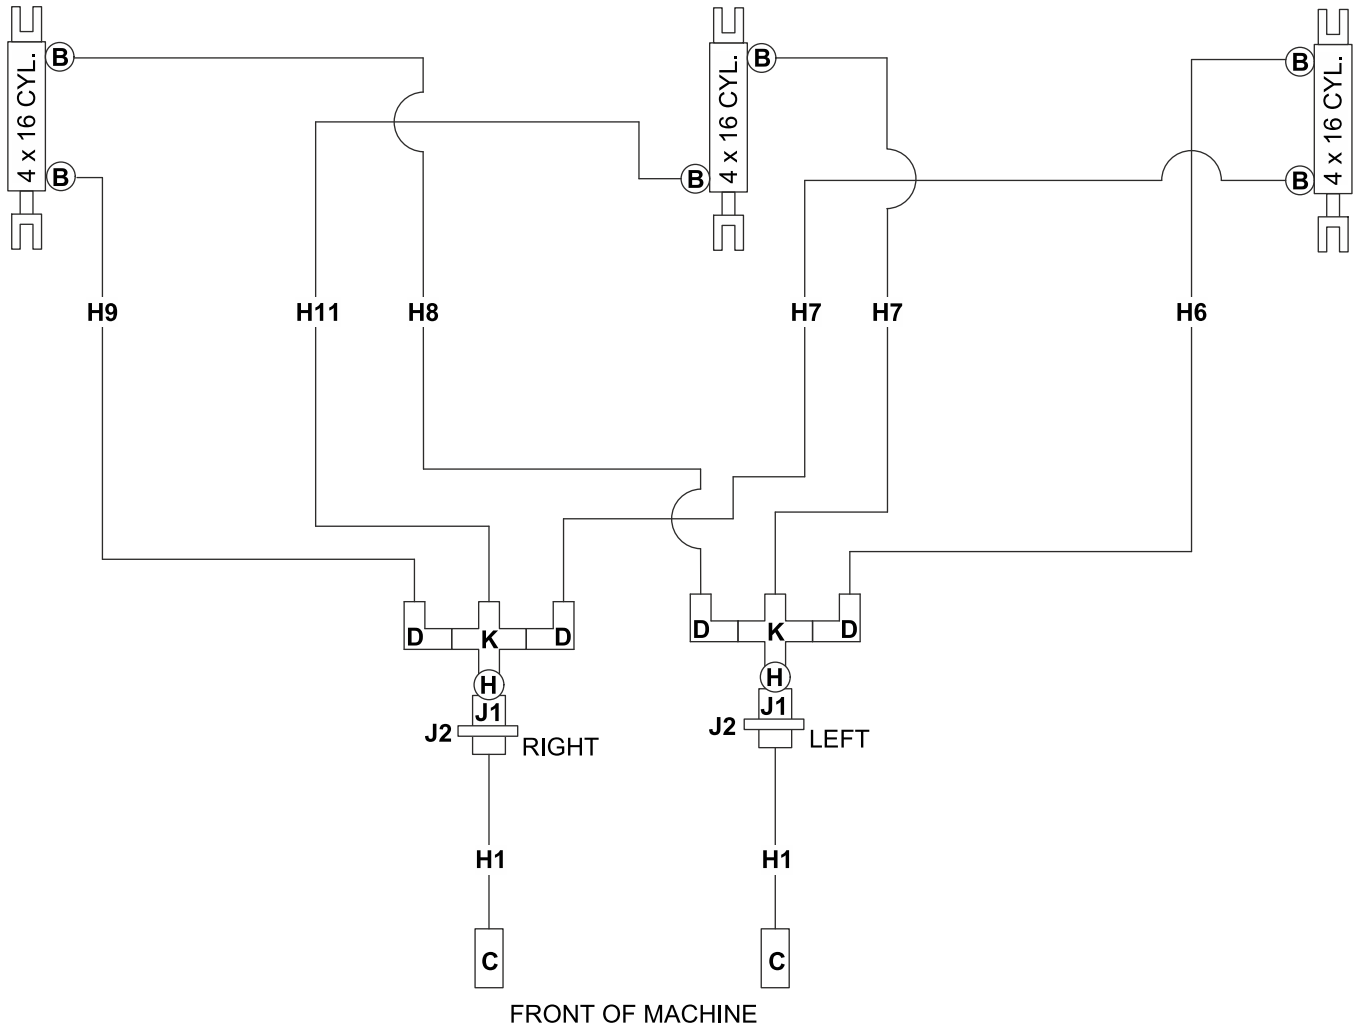 B
B
B
4 x 16 CYL.
4 x 16 CYL.
4 x 16 CYL.
B
B
B
H9
H11
H8
H7
H7
H6
D
K
D
D
K
D
H
H
J1
J1
J2
J2
RIGHT
LEFT
H1
H1
C
C
FRONT OF MACHINE